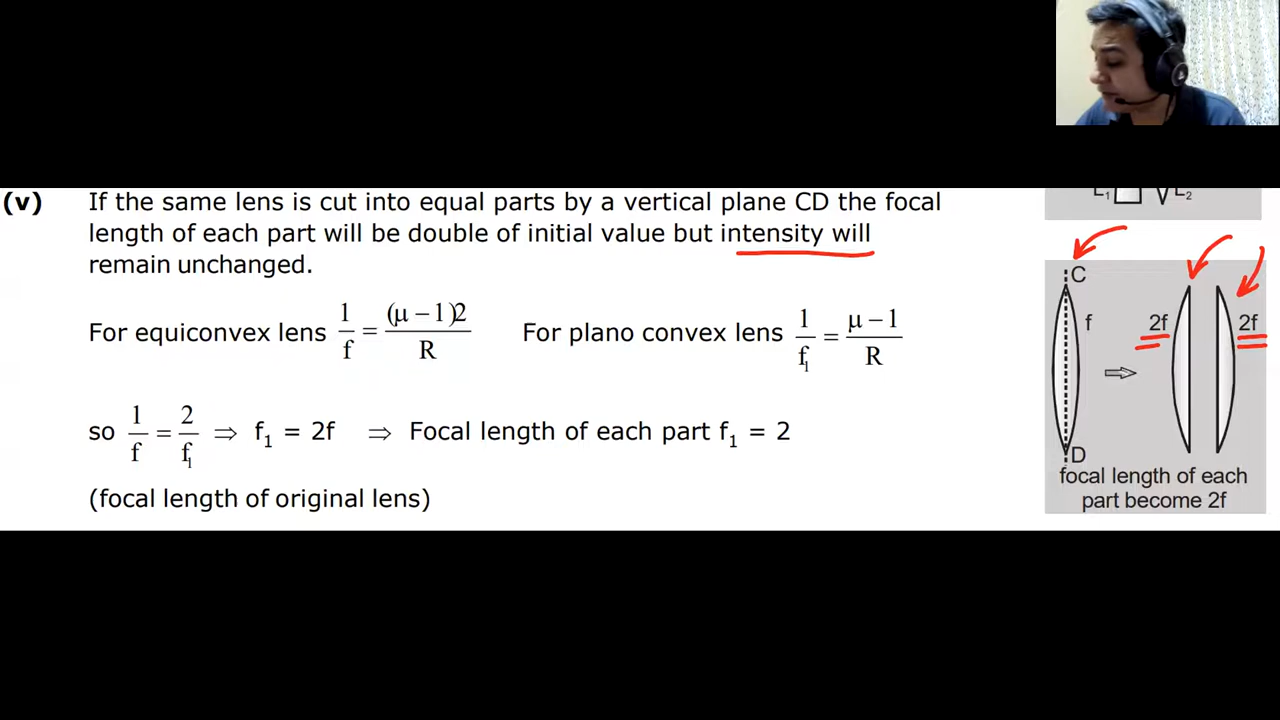 (v) If the same lens is cut into equal parts by a vertical plane CD the focal
length of each part will be double of initial value but intensity will
remain unchanged.
For equiconvex lens 1/f = (μ − 1)2/R For plano convex lens 1/f₁ = μ − 1/R
so 1/f = 2/f₁ ⇒ f₁ = 2f ⇒ Focal length of each part f₁ = 2
(focal length of original lens)
L₁ L₂
C
f 2f 2f
⇒
D
focal length of each
part become 2f